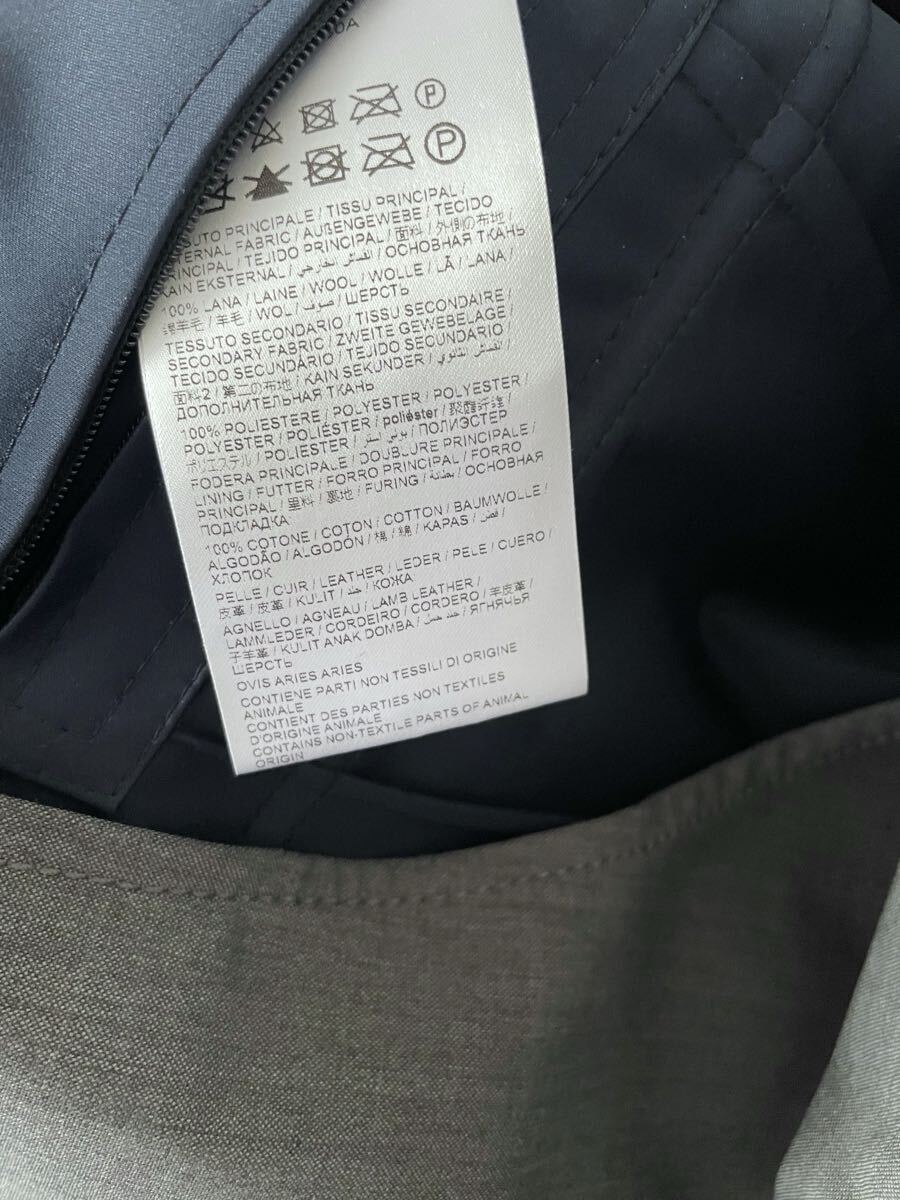 0A
P
P
SUTO PRINCIPALE / TISSU PRINCIPAL /
TERNAL FABRIC / AUßENGEWEBE / TECIDO
RINCIPAL / TEJIDO PRINCIPAL / 面料 / 外側の布地 /
KAIN EKSTERNAL / القماش الخارجي / ОСНОВНАЯ ТКАНЬ
100% LANA / LAINE / WOOL / WOLLE / LÃ / LANA /
绵羊毛 / 羊毛 / WOL / صوف / ШЕРСТЬ
TESSUTO SECONDARIO / TISSU SECONDAIRE /
SECONDARY FABRIC / ZWEITE GEWEBELAGE /
TECIDO SECUNDÁRIO / TEJIDO SECUNDARIO /
面料2 / 第二の布地 / KAIN SEKUNDER / القماش الثانوي /
ДОПОЛНИТЕЛЬНАЯ ТКАНЬ
100% POLIESTERE / POLYESTER / POLYESTER /
POLYESTER / POLIÉSTER / poliéster / 聚酯纤维 /
ポリエステル / POLIESTER / بولي استر / ПОЛИЭСТЕР
FODERA PRINCIPALE / DOUBLURE PRINCIPALE /
LINING / FUTTER / FORRO PRINCIPAL / FORRO
PRINCIPAL / 里料 / 裏地 / FURING / بطانة / ОСНОВНАЯ
ПОДКЛАДКА
100% COTONE / COTON / COTTON / BAUMWOLLE /
ALGODÃO / ALGODÓN / 棉 / 綿 / KAPAS / قطن /
ХЛОПОК
PELLE / CUIR / LEATHER / LEDER / PELE / CUERO /
皮革 / 皮革 / KULIT / جلد / КОЖА
AGNELLO / AGNEAU / LAMB LEATHER /
LAMMLEDER / CORDEIRO / CORDERO / 羊皮革 /
子羊革 / KULIT ANAK DOMBA / جلد حمل / ЯГНЯЧЬЯ
ШЕРСТЬ
OVIS ARIES ARIES
CONTIENE PARTI NON TESSILI DI ORIGINE
ANIMALE
CONTIENT DES PARTIES NON TEXTILES
D'ORIGINE ANIMALE
CONTAINS NON-TEXTILE PARTS OF ANIMAL
ORIGIN